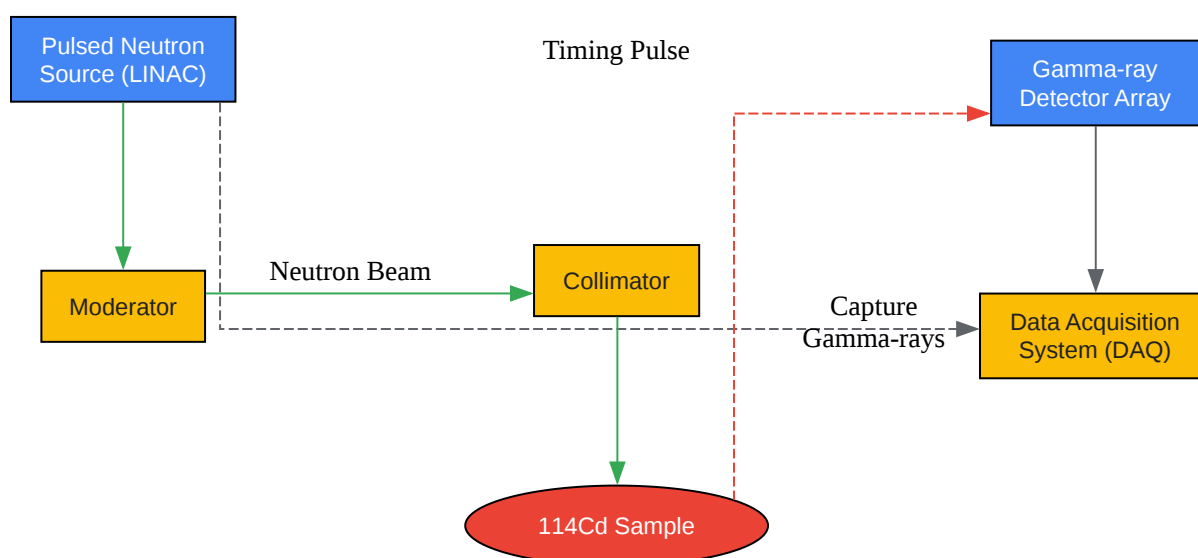 Pulsed Neutron
Source (LINAC)
Timing Pulse
Gamma-ray
Detector Array
Neutron Beam
Moderator
Collimator
Capture
Gamma-rays
Data Acquisition
System (DAQ)
114Cd Sample